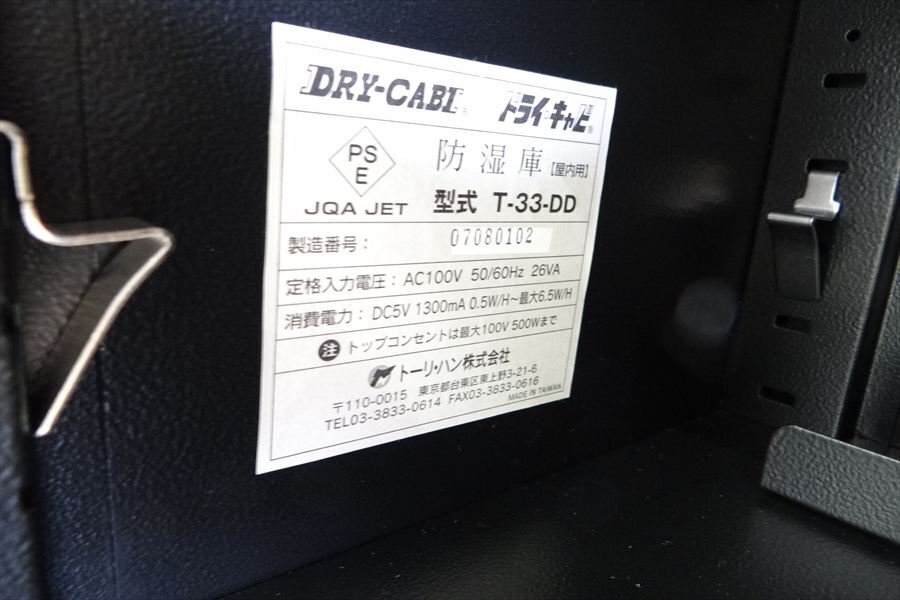 DRY-CABI® ドライ・キャビ®
PS
E
防湿庫【屋内用】
JQA JET 型式 T-33-DD
製造番号： 07080102
定格入力電圧：AC100V 50/60Hz 26VA
消費電力：DC5V 1300mA 0.5W/H～最大6.5W/H
注 トップコンセントは最大100V 500Wまで
トーリ・ハン株式会社
〒110-0015 東京都台東区東上野3-21-6
TEL03-3833-0614 FAX03-3833-0616
MADE IN TAIWAN